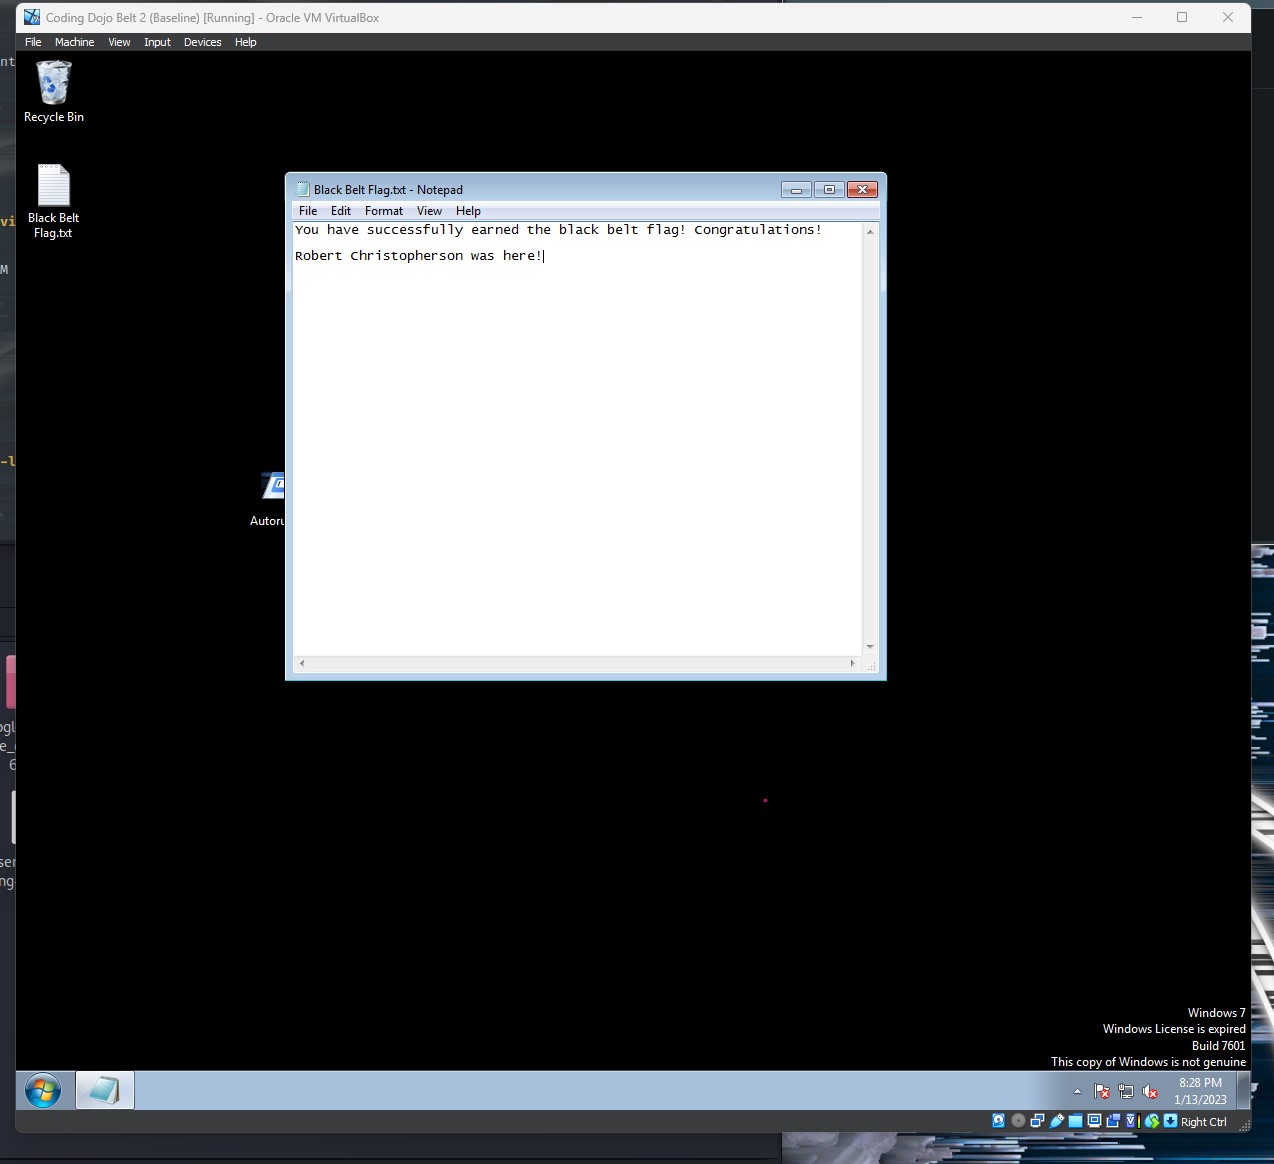 Coding Dojo Belt 2 (Baseline) [Running] - Oracle VM VirtualBox
File Machine View Input Devices Help
nt
Recycle Bin
Black Belt
Flag.txt
vi
M
-l
Black Belt Flag.txt - Notepad
File Edit Format View Help
You have successfully earned the black belt flag! Congratulations!
Robert Christopherson was here!
Autoru
ogl
e_
6
ser
ng-
Windows 7
Windows License is expired
Build 7601
This copy of Windows is not genuine
8:28 PM
1/13/2023
Right Ctrl